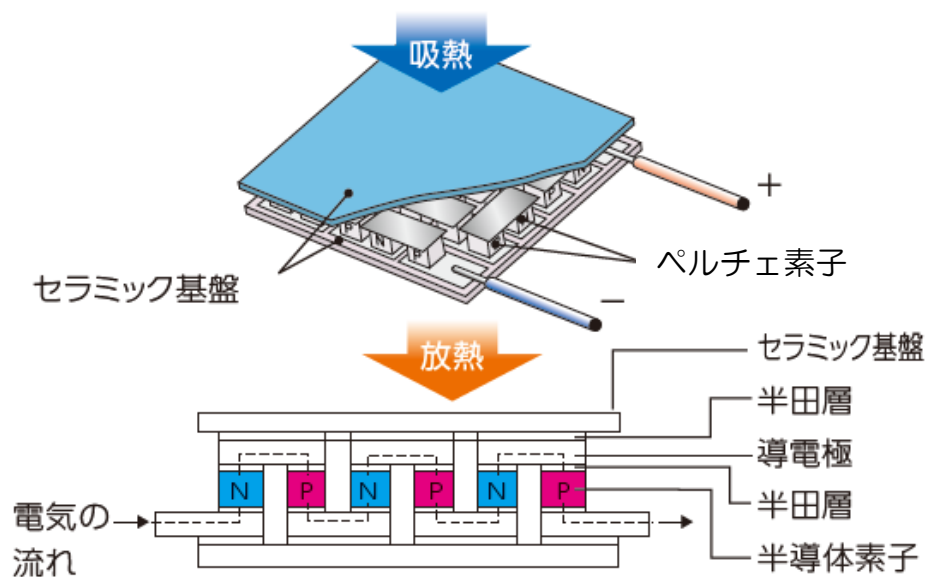 吸熱
+
ペルチェ素子
P
N
P
P
セラミック基盤
−
放熱
セラミック基盤
半田層
導電極
N P N P N P
半田層
電気の
流れ
半導体素子